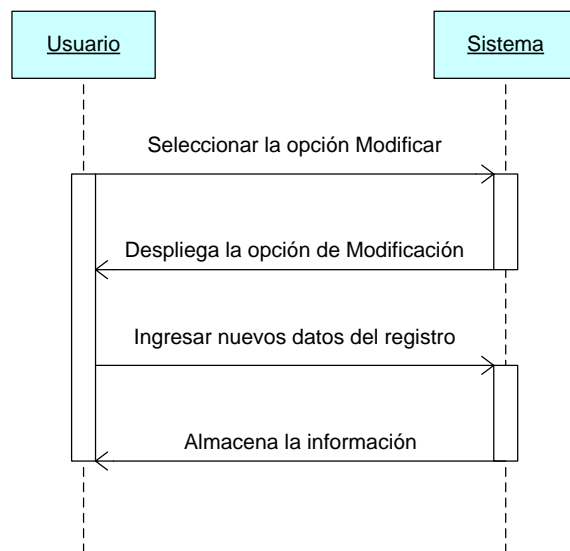 Usuario
Sistema
Seleccionar la opción Modificar
Despliega la opción de Modificación
Ingresar nuevos datos del registro
Almacena la información